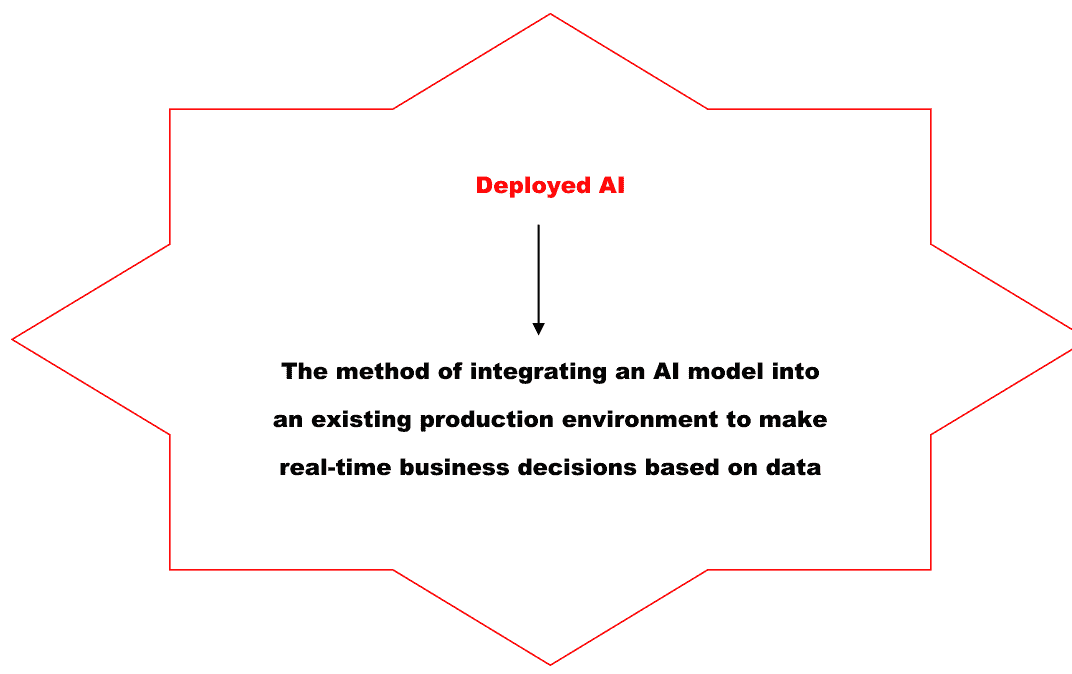 Deployed AI
The method of integrating an AI model into
an existing production environment to make
real-time business decisions based on data